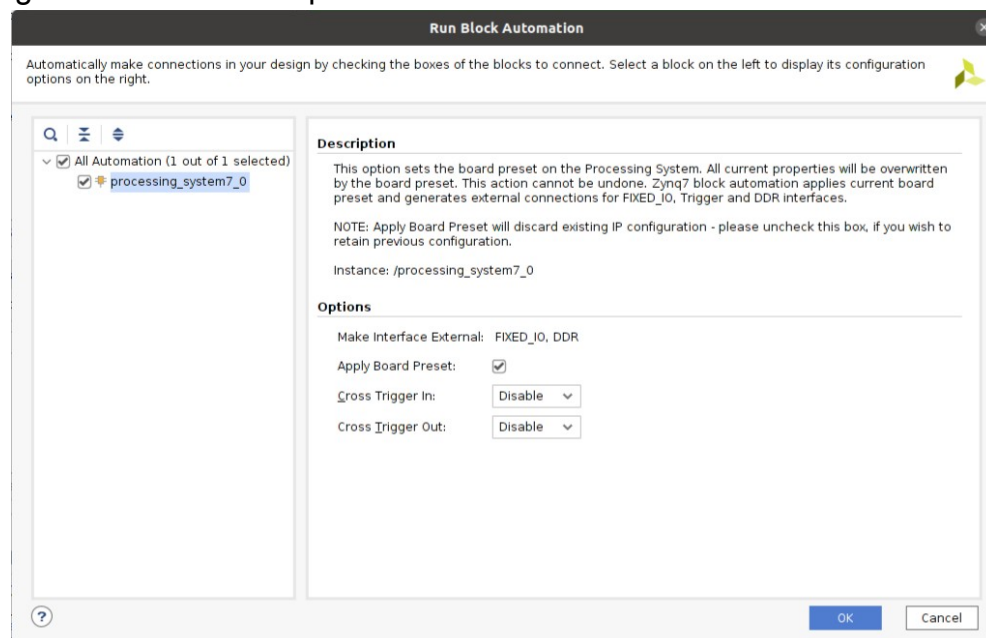 Run Block Automation
Automatically make connections in your design by checking the boxes of the blocks to connect. Select a block on the left to display its configuration
options on the right.
All Automation (1 out of 1 selected)
processing_system7_0
Description
This option sets the board preset on the Processing System. All current properties will be overwritten
by the board preset. This action cannot be undone. Zynq7 block automation applies current board
preset and generates external connections for FIXED_IO, Trigger and DDR interfaces.
NOTE: Apply Board Preset will discard existing IP configuration - please uncheck this box, if you wish to
retain previous configuration.
Instance: /processing_system7_0
Options
Make Interface External: FIXED_IO, DDR
Apply Board Preset:
Cross Trigger In: Disable
Cross Trigger Out: Disable
?
OK Cancel